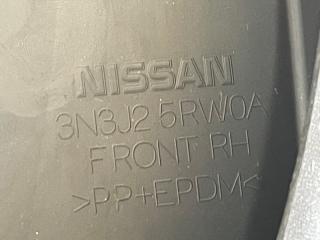 NISSAN
3N3J2 5RW0A
FRONT RH
>PP+EPDM<